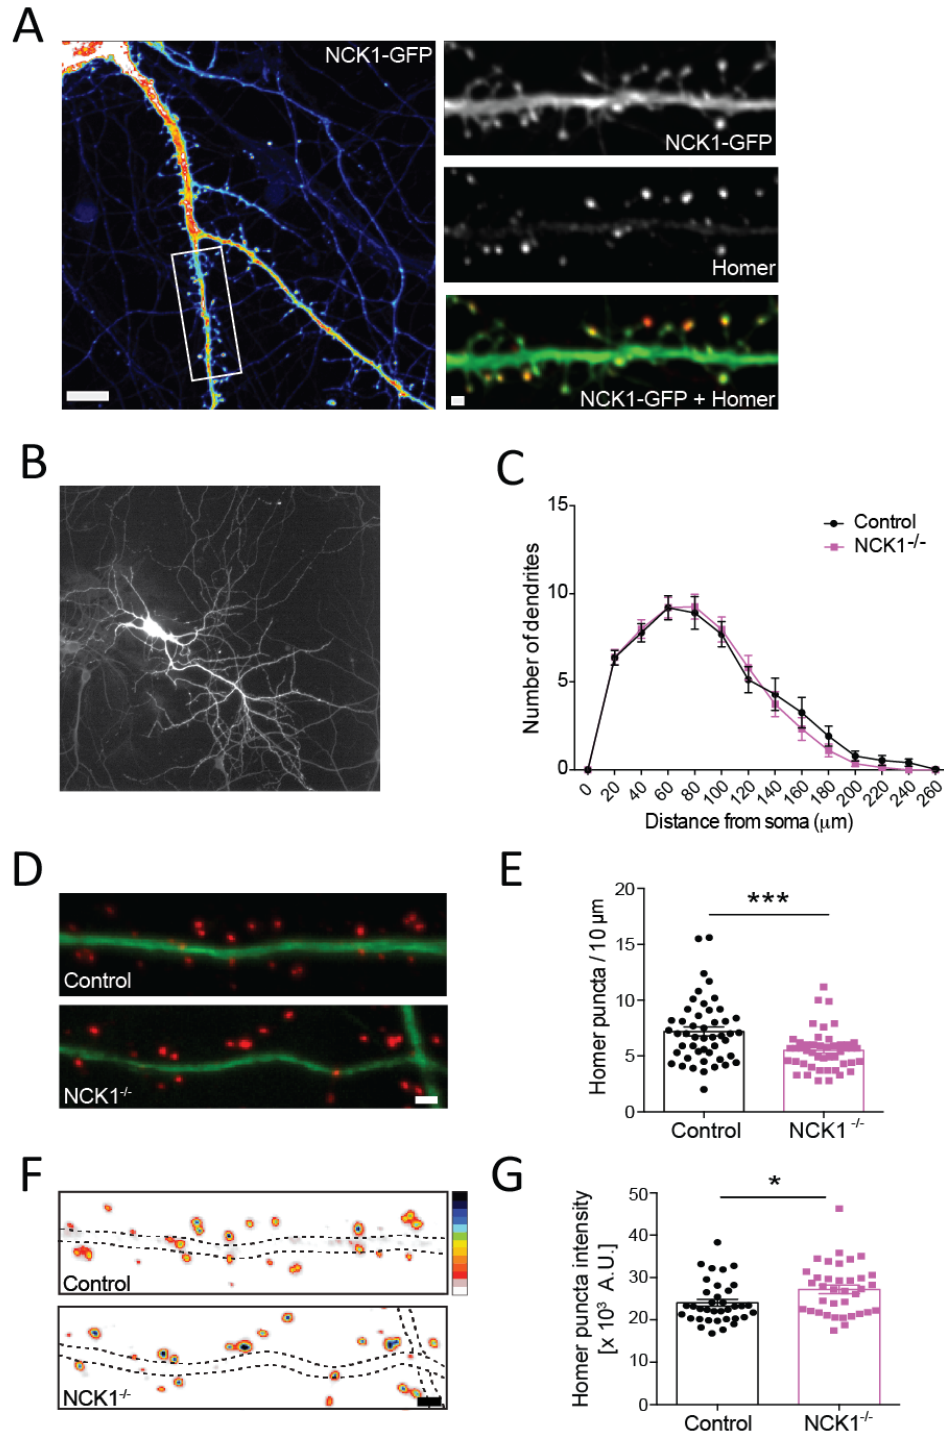 A
NCK1-GFP
NCK1-GFP
Homer
NCK1-GFP + Homer
B
C
15
10
5
0
Number of dendrites
Control
NCK1-/-
0 20 40 60 80 100 120 140 160 180 200 220 240 260
Distance from soma (μm)
D
Control
NCK1-/-
E
20
15
10
5
0
Homer puncta / 10 μm
***
Control NCK1-/-
F
Control
NCK1-/-
G
50
40
30
20
10
0
Homer puncta intensity
[x 10³ A.U.]
*
Control NCK1-/-